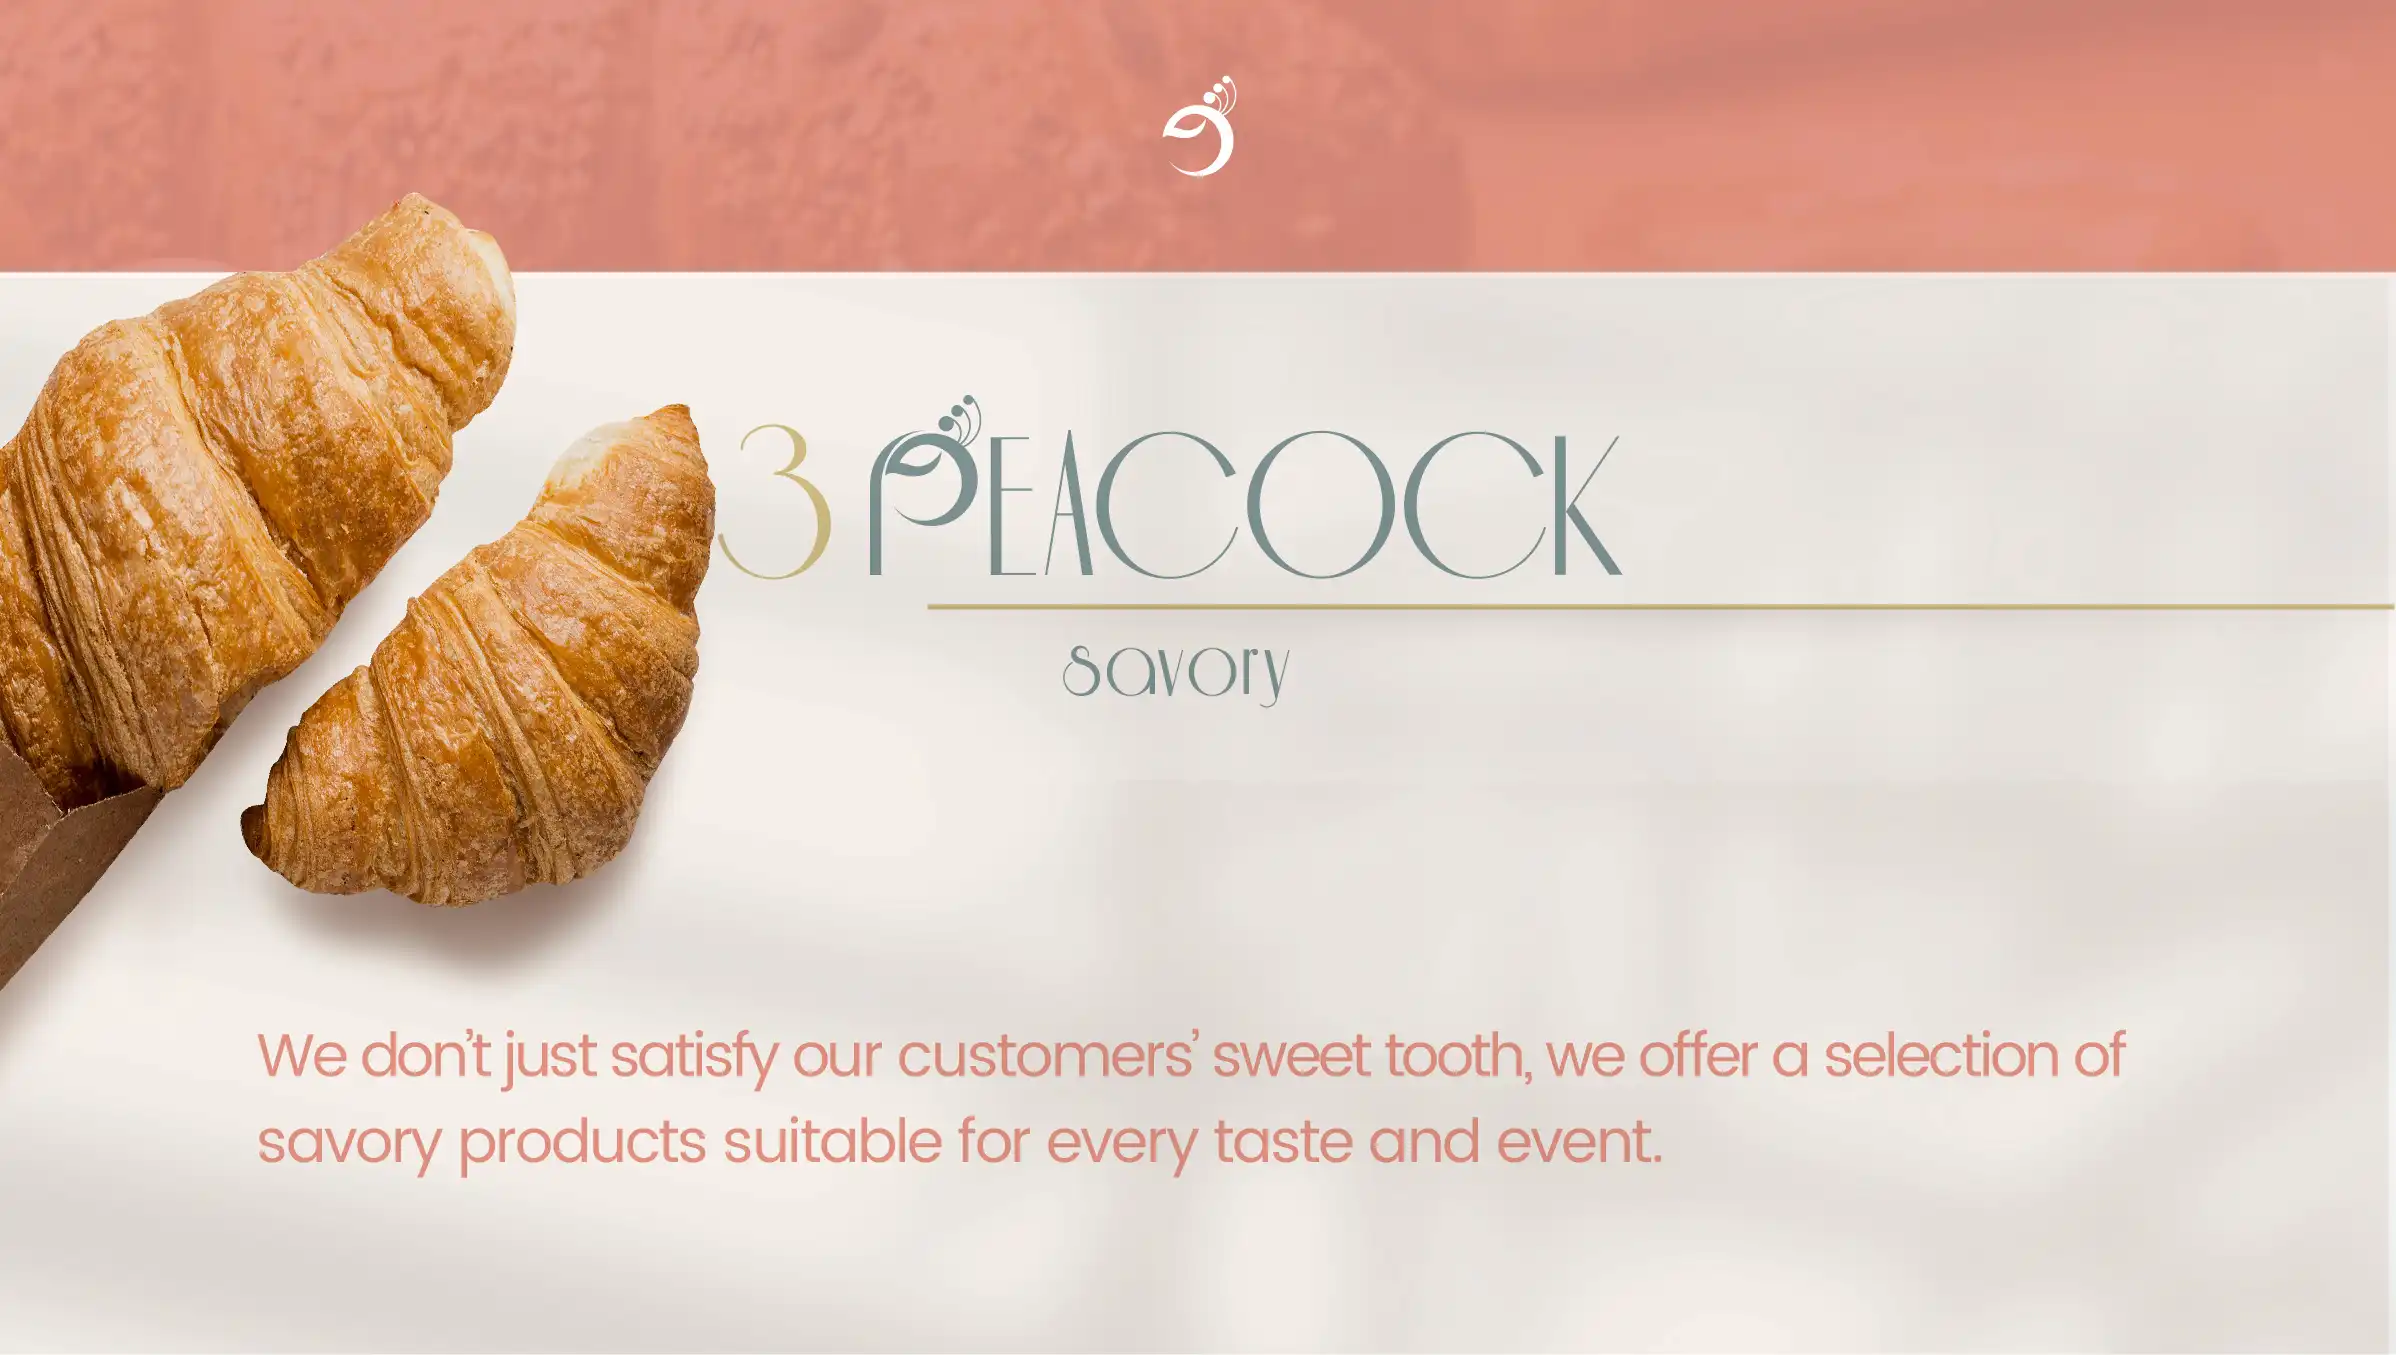 3 PEACOCK
savory
We don’t just satisfy our customers’ sweet tooth, we offer a selection of
savory products suitable for every taste and event.